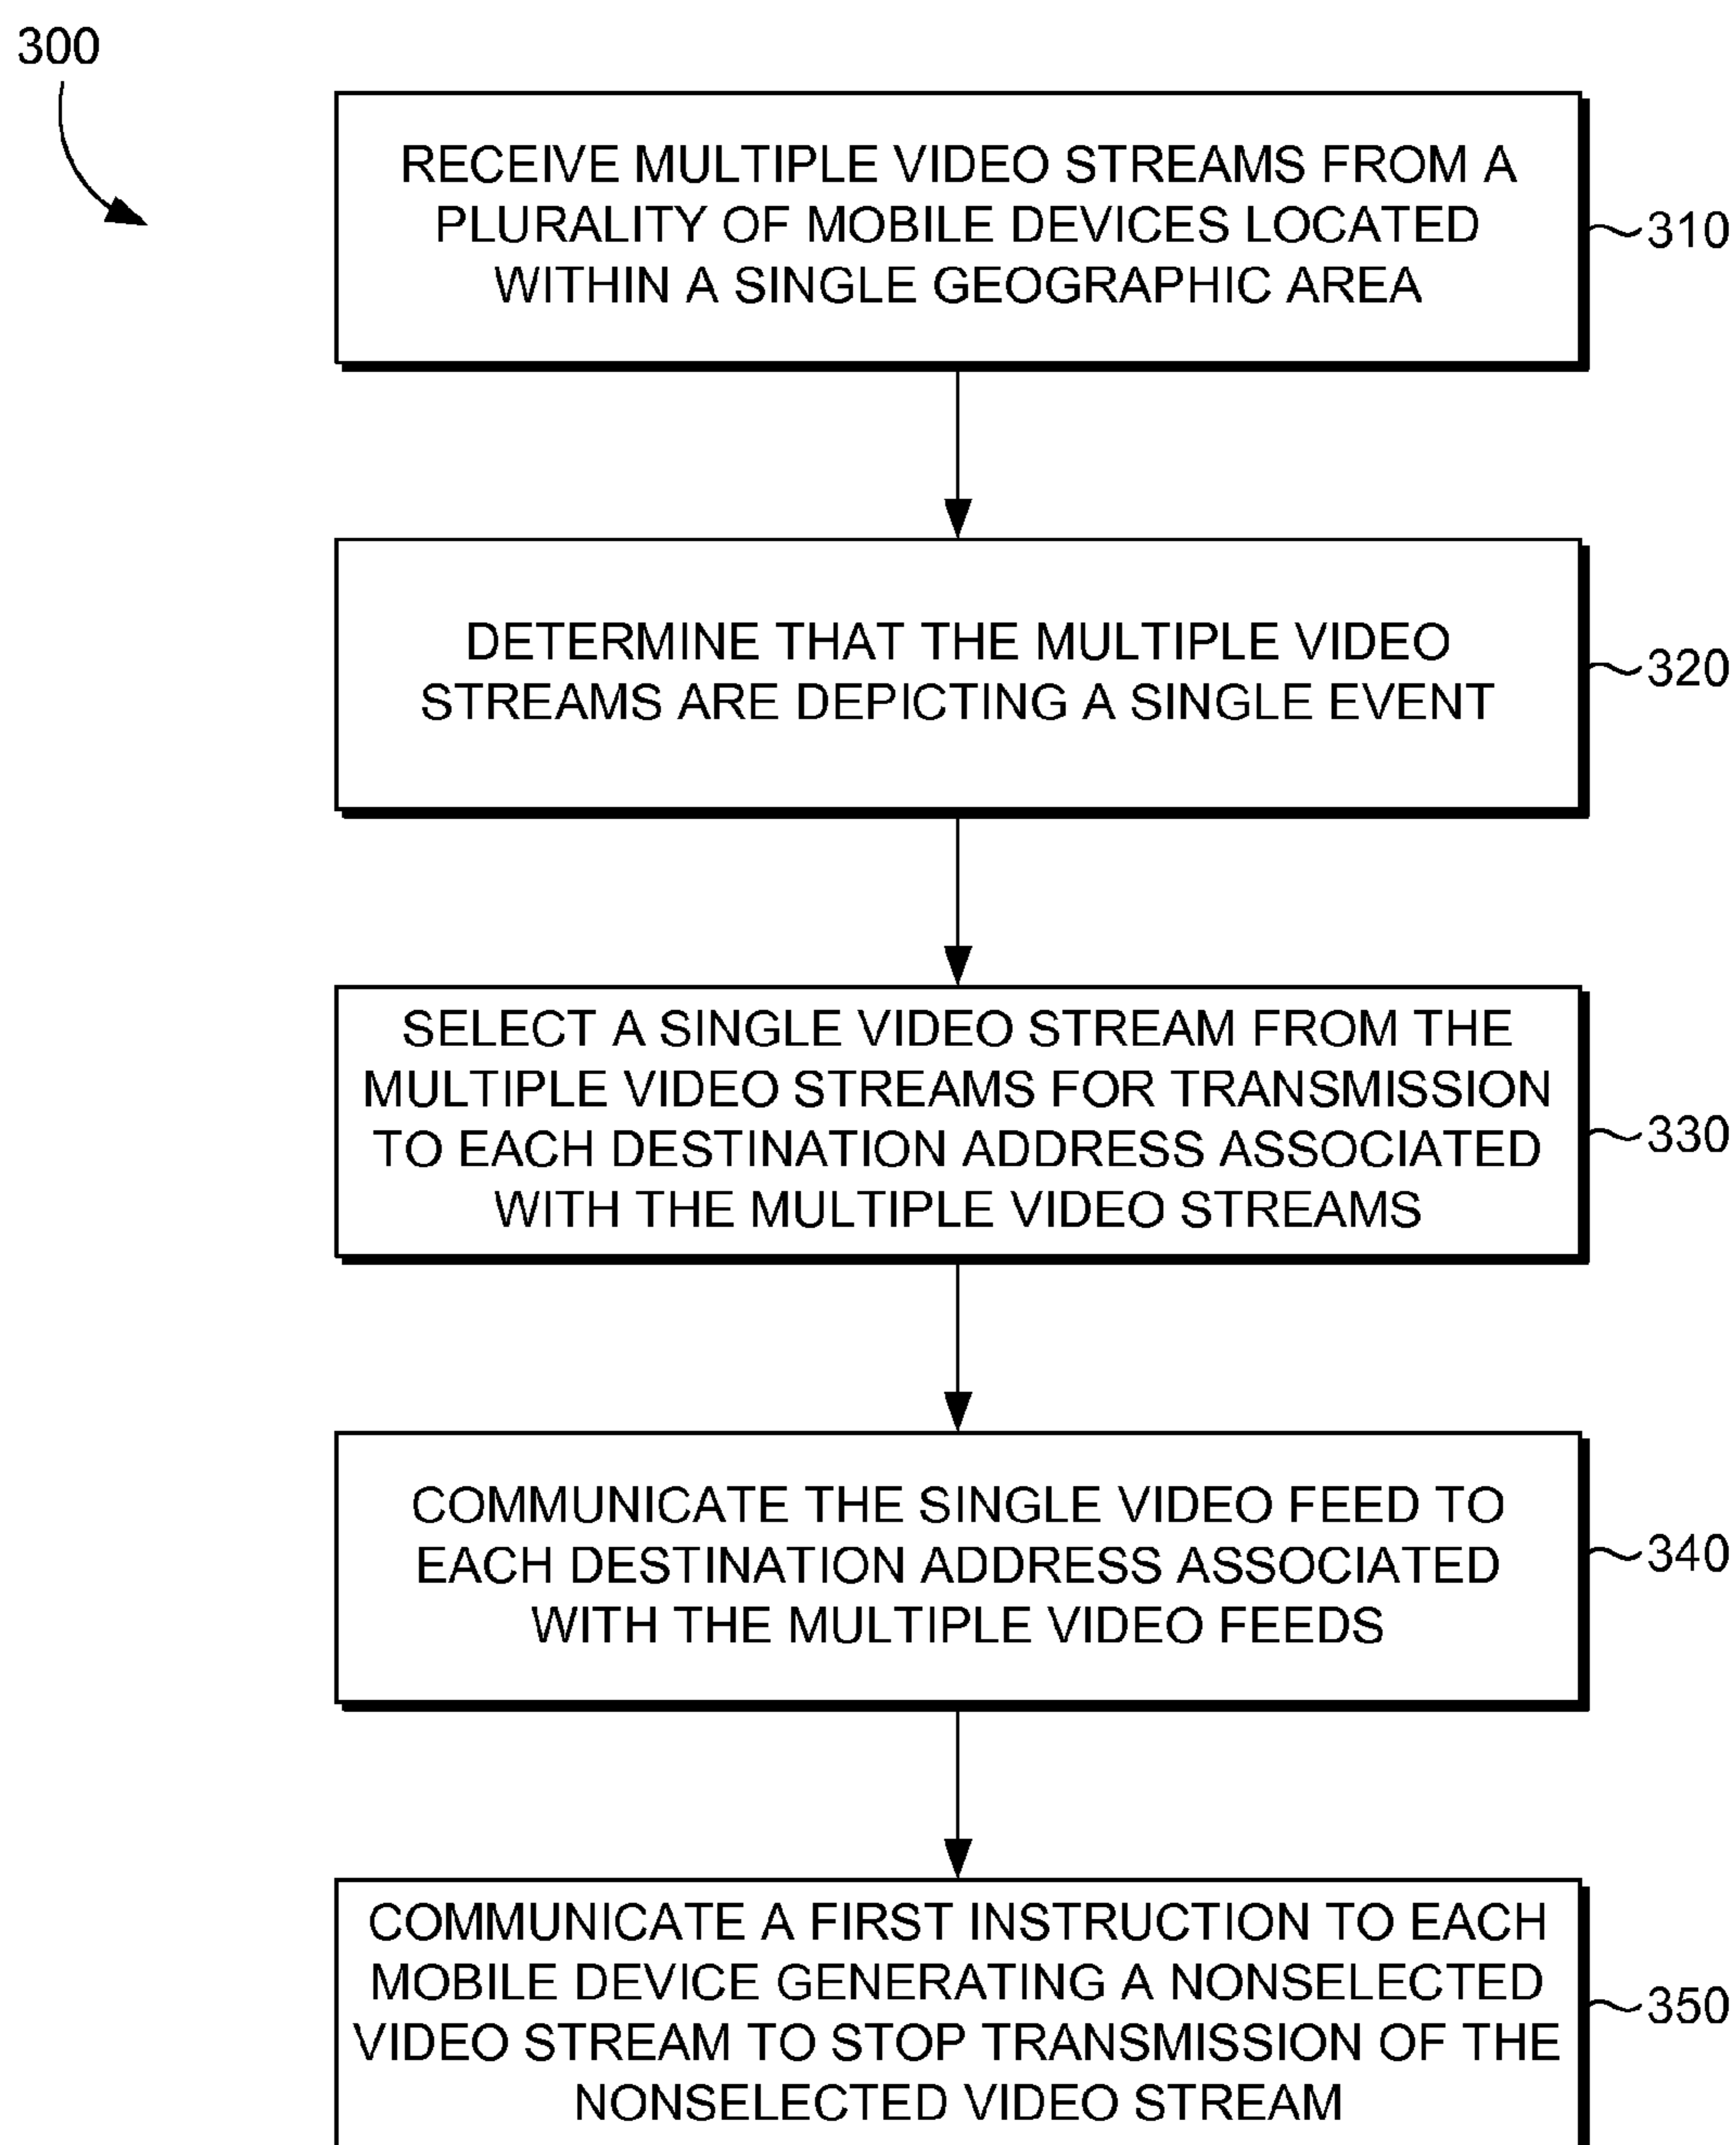 300
RECEIVE MULTIPLE VIDEO STREAMS FROM A
PLURALITY OF MOBILE DEVICES LOCATED
WITHIN A SINGLE GEOGRAPHIC AREA
310
DETERMINE THAT THE MULTIPLE VIDEO
STREAMS ARE DEPICTING A SINGLE EVENT
320
SELECT A SINGLE VIDEO STREAM FROM THE
MULTIPLE VIDEO STREAMS FOR TRANSMISSION
TO EACH DESTINATION ADDRESS ASSOCIATED
WITH THE MULTIPLE VIDEO STREAMS
330
COMMUNICATE THE SINGLE VIDEO FEED TO
EACH DESTINATION ADDRESS ASSOCIATED
WITH THE MULTIPLE VIDEO FEEDS
340
COMMUNICATE A FIRST INSTRUCTION TO EACH
MOBILE DEVICE GENERATING A NONSELECTED
VIDEO STREAM TO STOP TRANSMISSION OF THE
NONSELECTED VIDEO STREAM
350